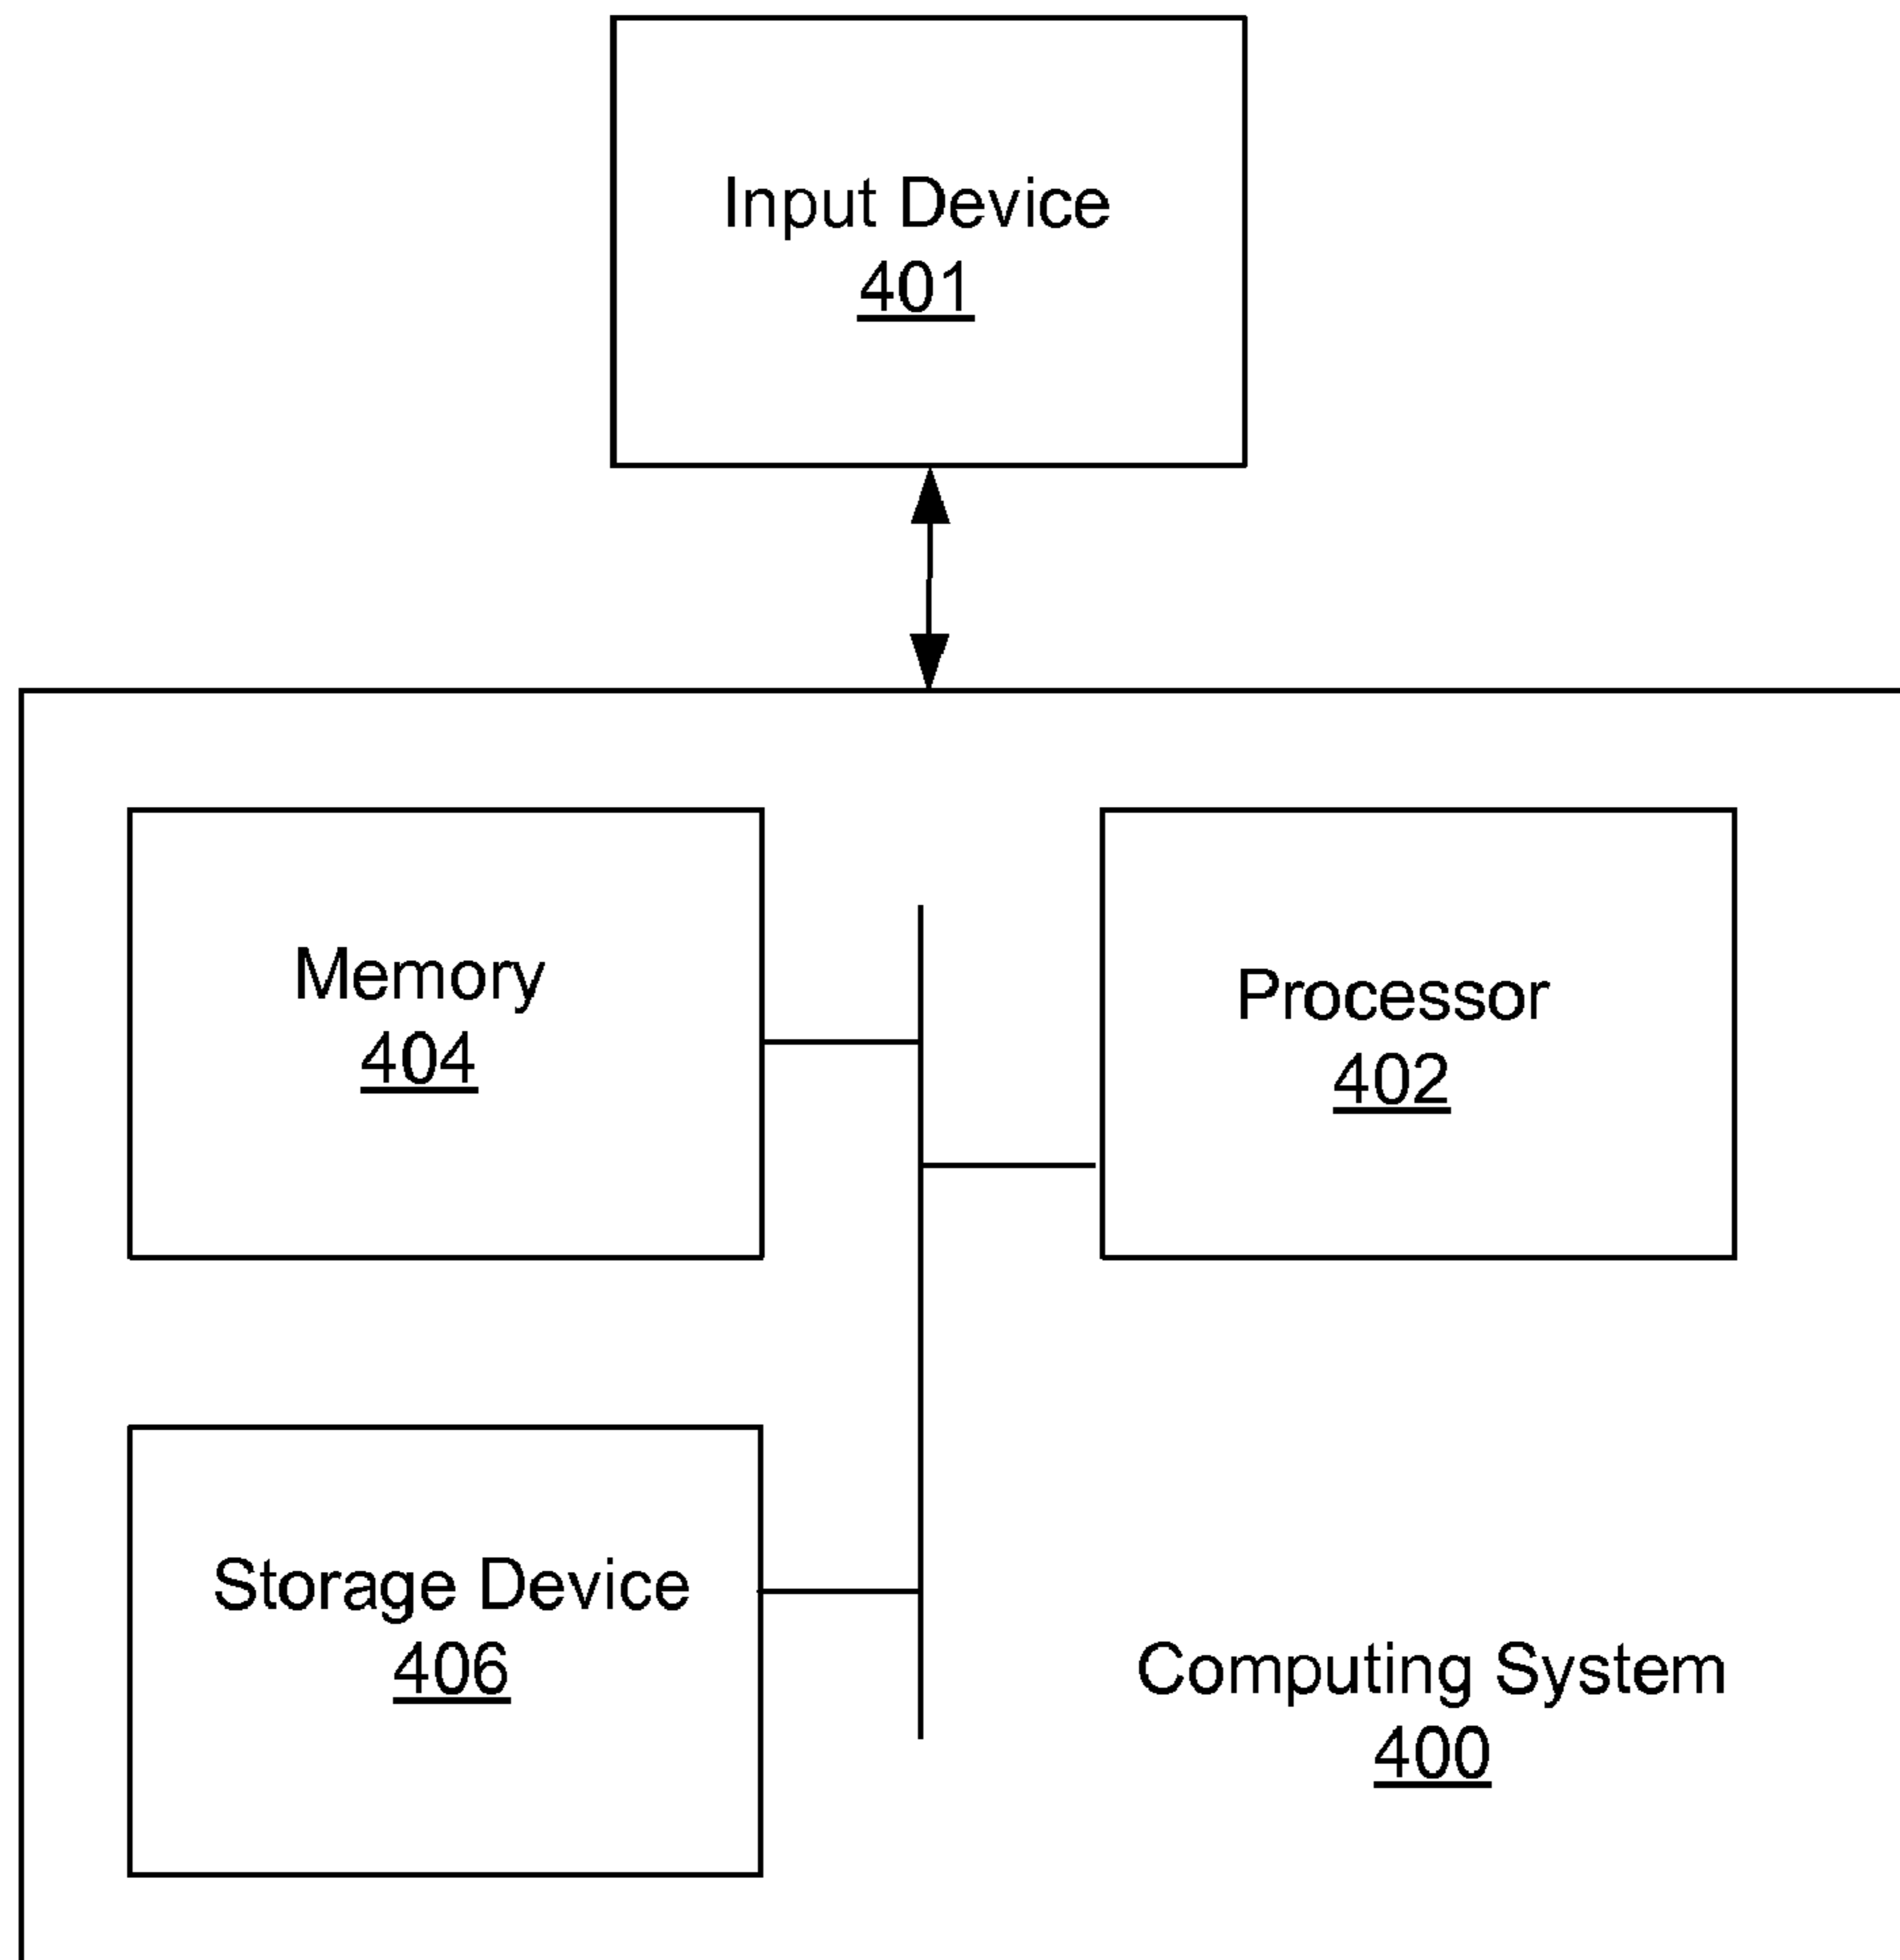 Input Device
401
Memory
404
Processor
402
Storage Device
406
Computing System
400